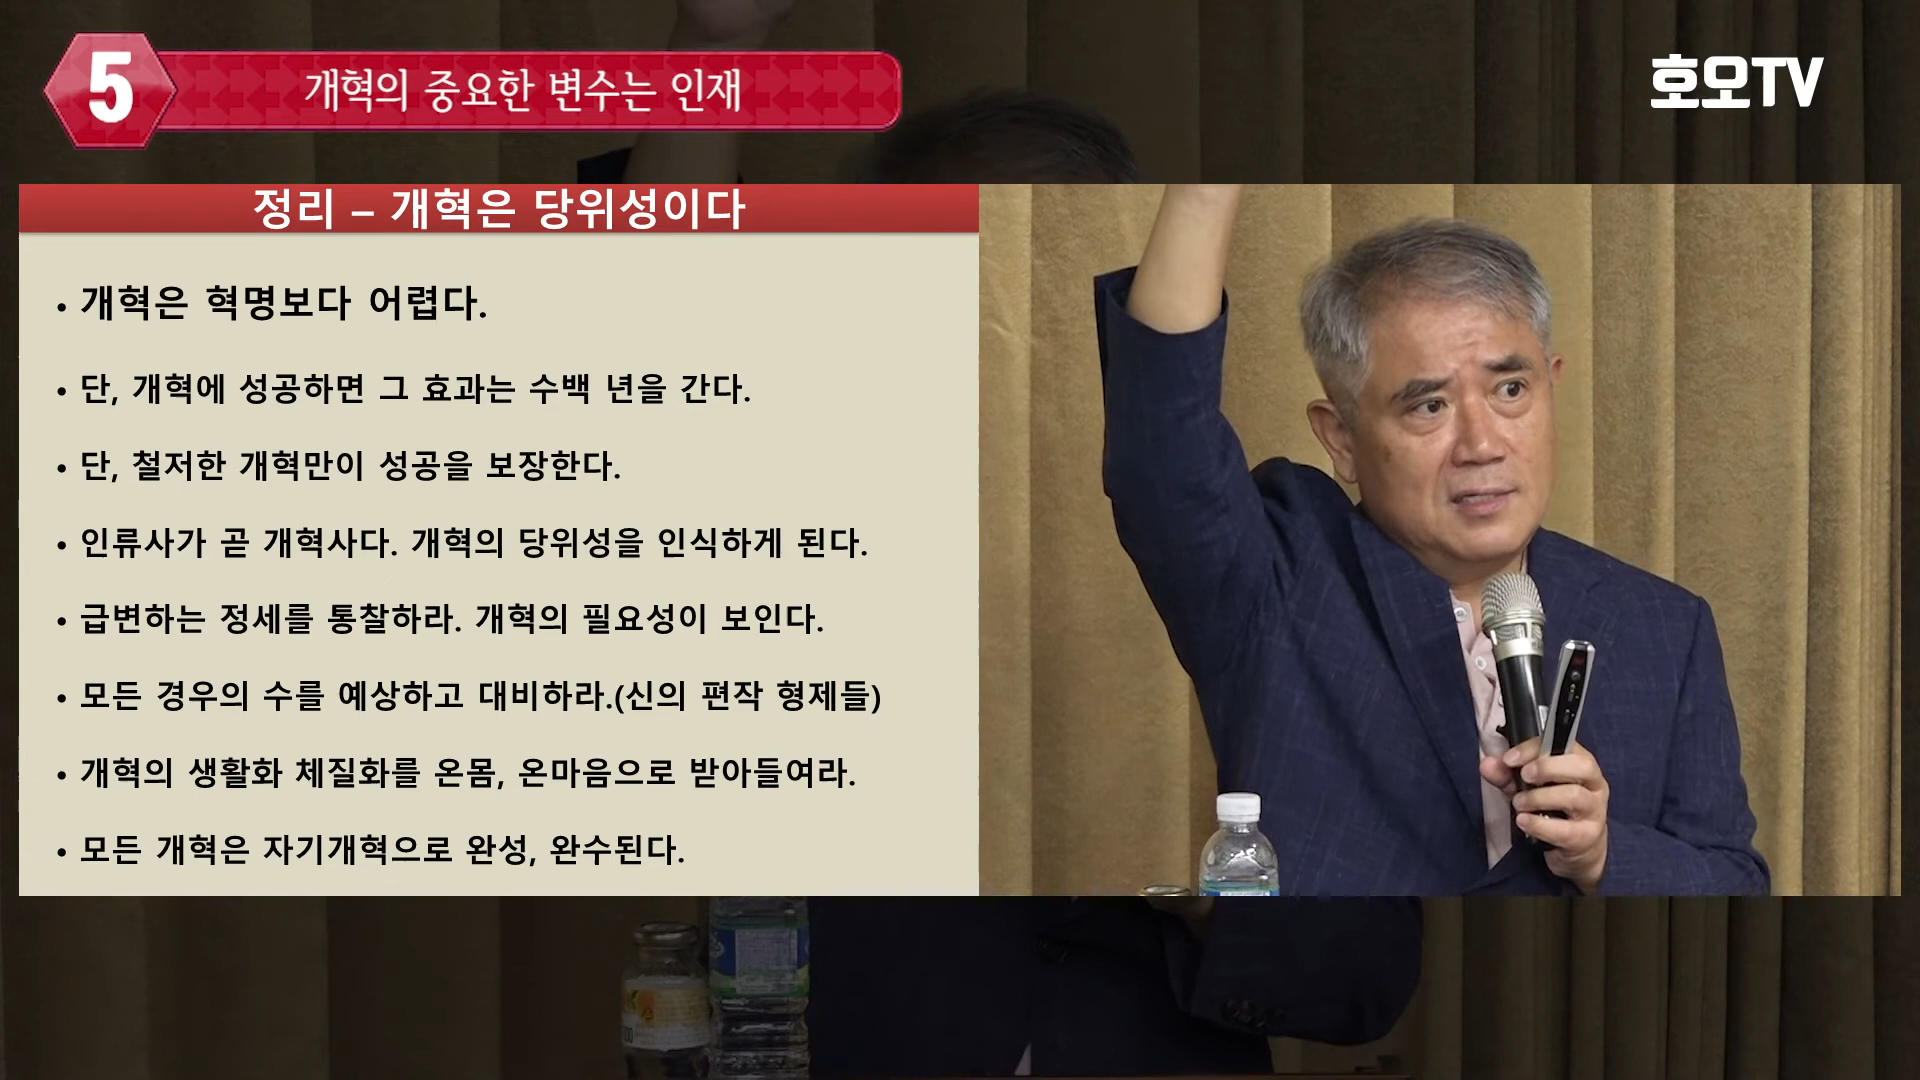 5
개혁의 중요한 변수는 인재
호오TV
정리 – 개혁은 당위성이다
• 개혁은 혁명보다 어렵다.
• 단, 개혁에 성공하면 그 효과는 수백 년을 간다.
• 단, 철저한 개혁만이 성공을 보장한다.
• 인류사가 곧 개혁사다. 개혁의 당위성을 인식하게 된다.
• 급변하는 정세를 통찰하라. 개혁의 필요성이 보인다.
• 모든 경우의 수를 예상하고 대비하라.(신의 편작 형제들)
• 개혁의 생활화 체질화를 온몸, 온마음으로 받아들여라.
• 모든 개혁은 자기개혁으로 완성, 완수된다.